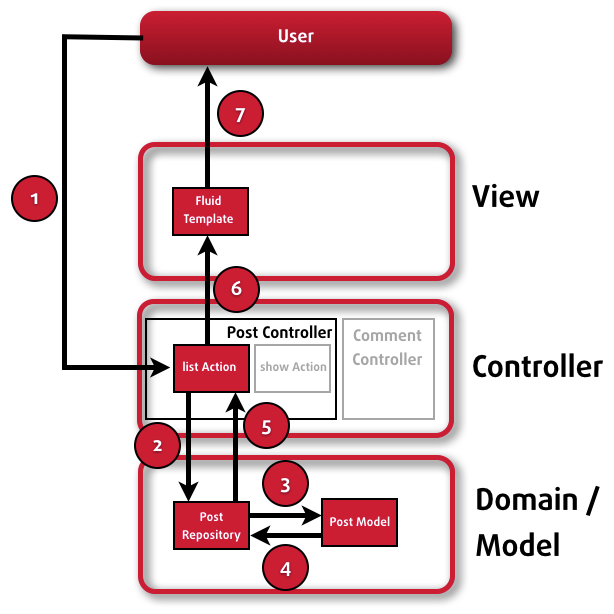 User
7
1
View
Fluid
Template
6
Post Controller
Comment
Controller
list Action
show Action
Controller
5
2
3
Domain /
Model
Post
Repository
Post Model
4